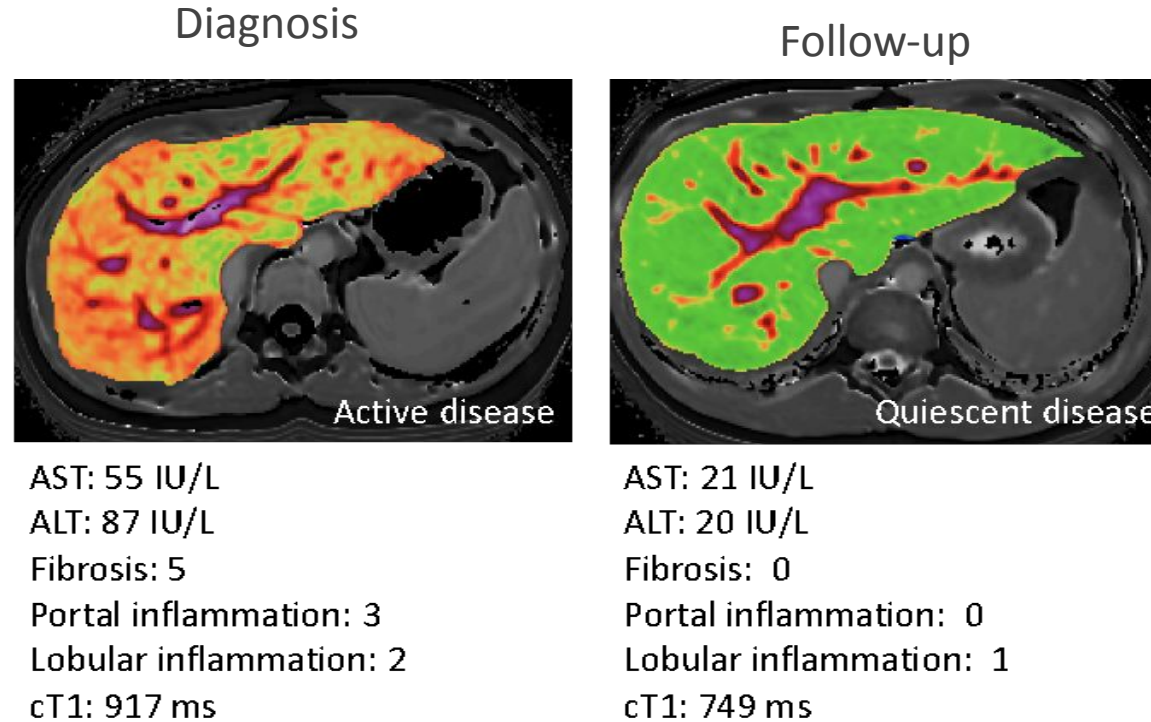 Diagnosis
Follow-up
Active disease
Quiescent disease
AST: 55 IU/L
ALT: 87 IU/L
Fibrosis: 5
Portal inflammation: 3
Lobular inflammation: 2
cT1: 917 ms
AST: 21 IU/L
ALT: 20 IU/L
Fibrosis: 0
Portal inflammation: 0
Lobular inflammation: 1
cT1: 749 ms